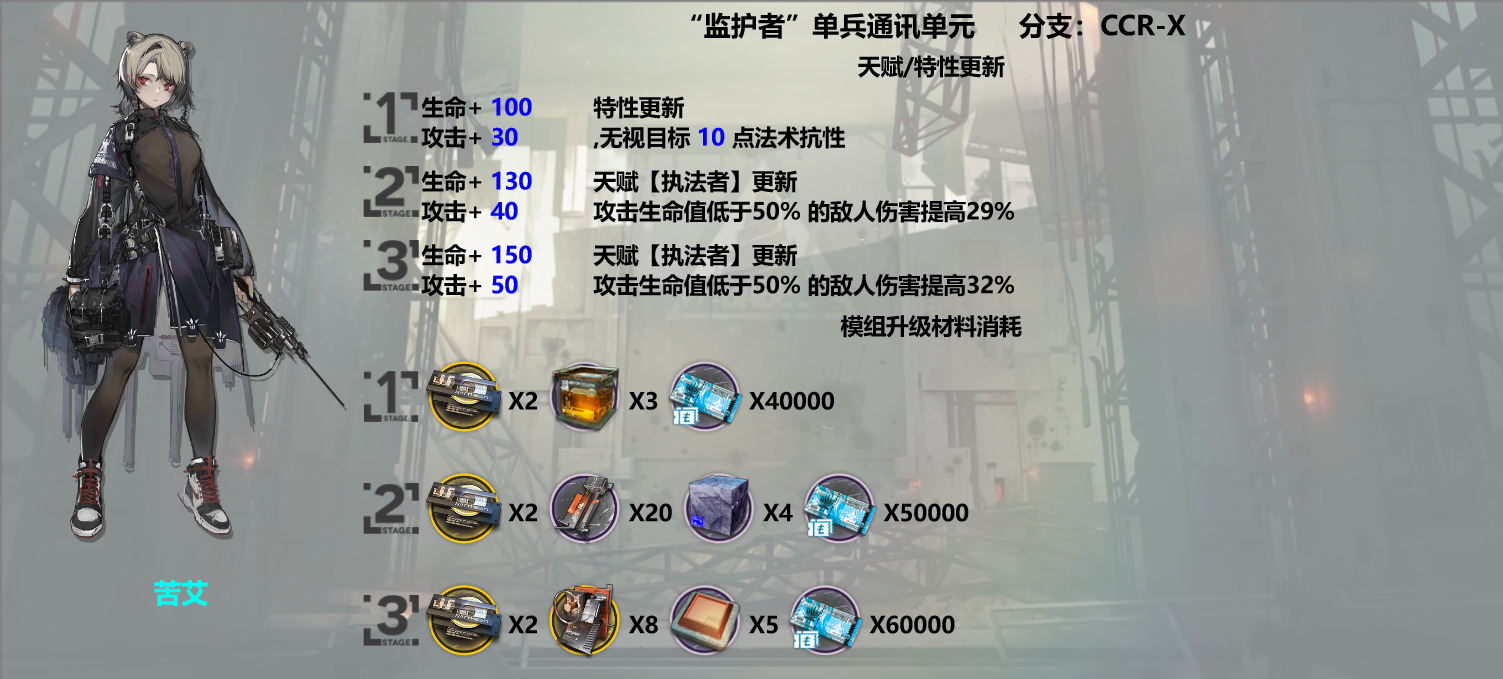 “监护者”单兵通讯单元 分支：CCR-X
天赋/特性更新
1 STAGE.
生命+ 100 特性更新
攻击+ 30 ,无视目标 10 点法术抗性
2 STAGE.
生命+ 130 天赋【执法者】更新
攻击+ 40 攻击生命值低于50% 的敌人伤害提高29%
3 STAGE.
生命+ 150 天赋【执法者】更新
攻击+ 50 攻击生命值低于50% 的敌人伤害提高32%
模组升级材料消耗
1 STAGE. X2 X3 X40000
2 STAGE. X2 X20 X4 X50000
苦艾
3 STAGE. X2 X8 X5 X60000